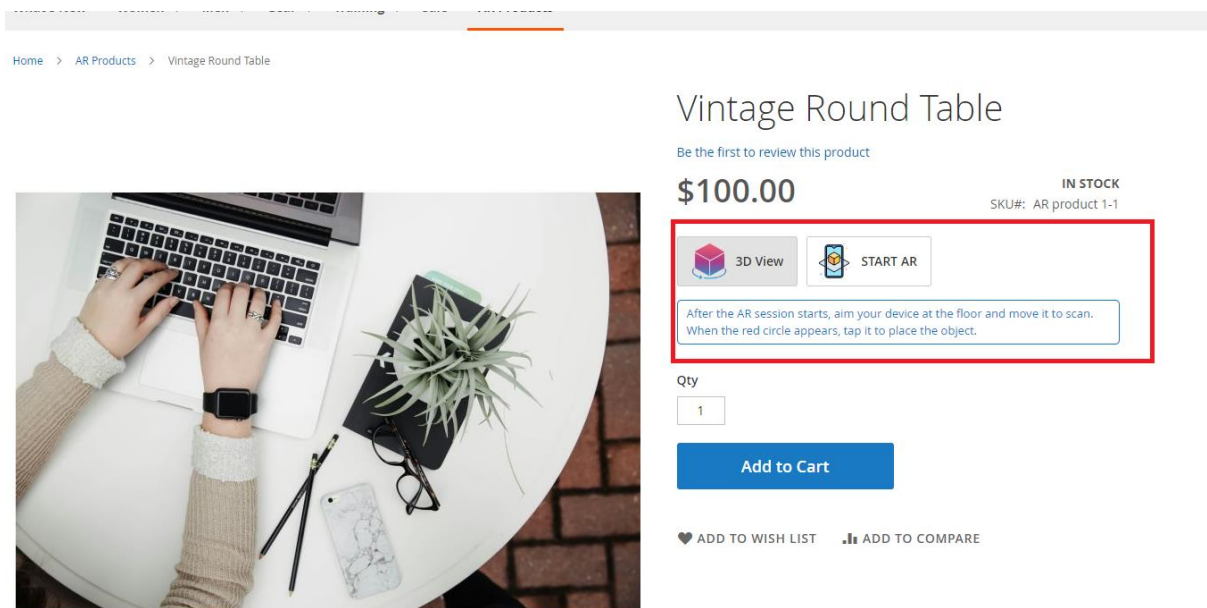 Home > AR Products > Vintage Round Table
Vintage Round Table
Be the first to review this product
$100.00
IN STOCK
SKU#: AR product 1-1
3D View
START AR
After the AR session starts, aim your device at the floor and move it to scan.
When the red circle appears, tap it to place the object.
Qty
1
Add to Cart
ADD TO WISH LIST
ADD TO COMPARE